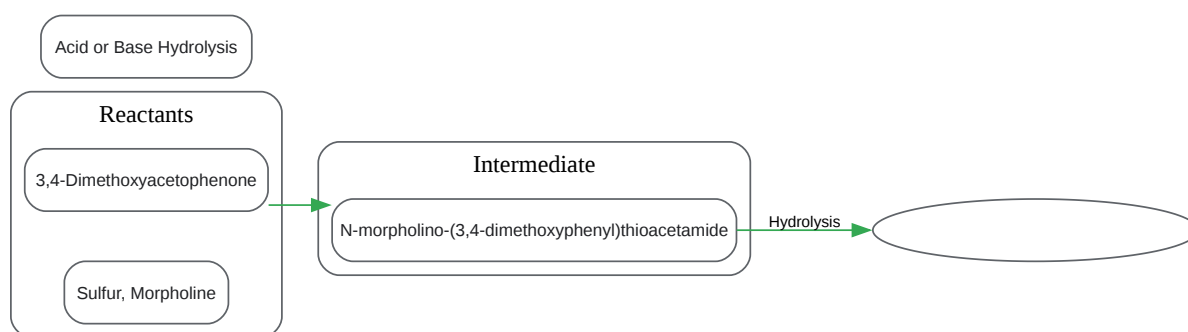 Acid or Base Hydrolysis
Reactants
3,4-Dimethoxyacetophenone
Sulfur, Morpholine
Intermediate
N-morpholino-(3,4-dimethoxyphenyl)thioacetamide
Hydrolysis